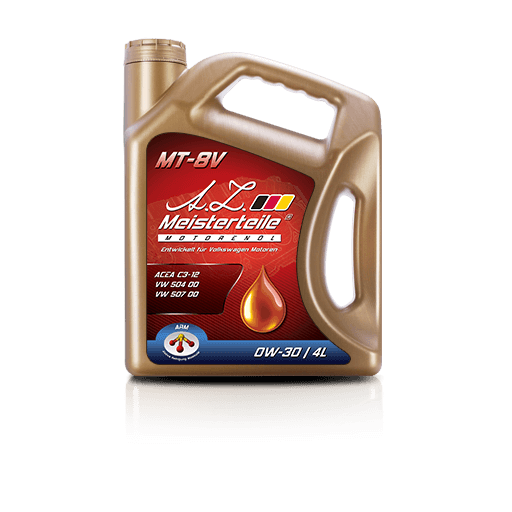 MT-8V
A.Z.
Meisterteile®
MOTORENÖL
Entwickelt für Volkswagen Motoren
ACEA C3-12
VW 504 00
VW 507 00
ARM
0W-30 / 4L